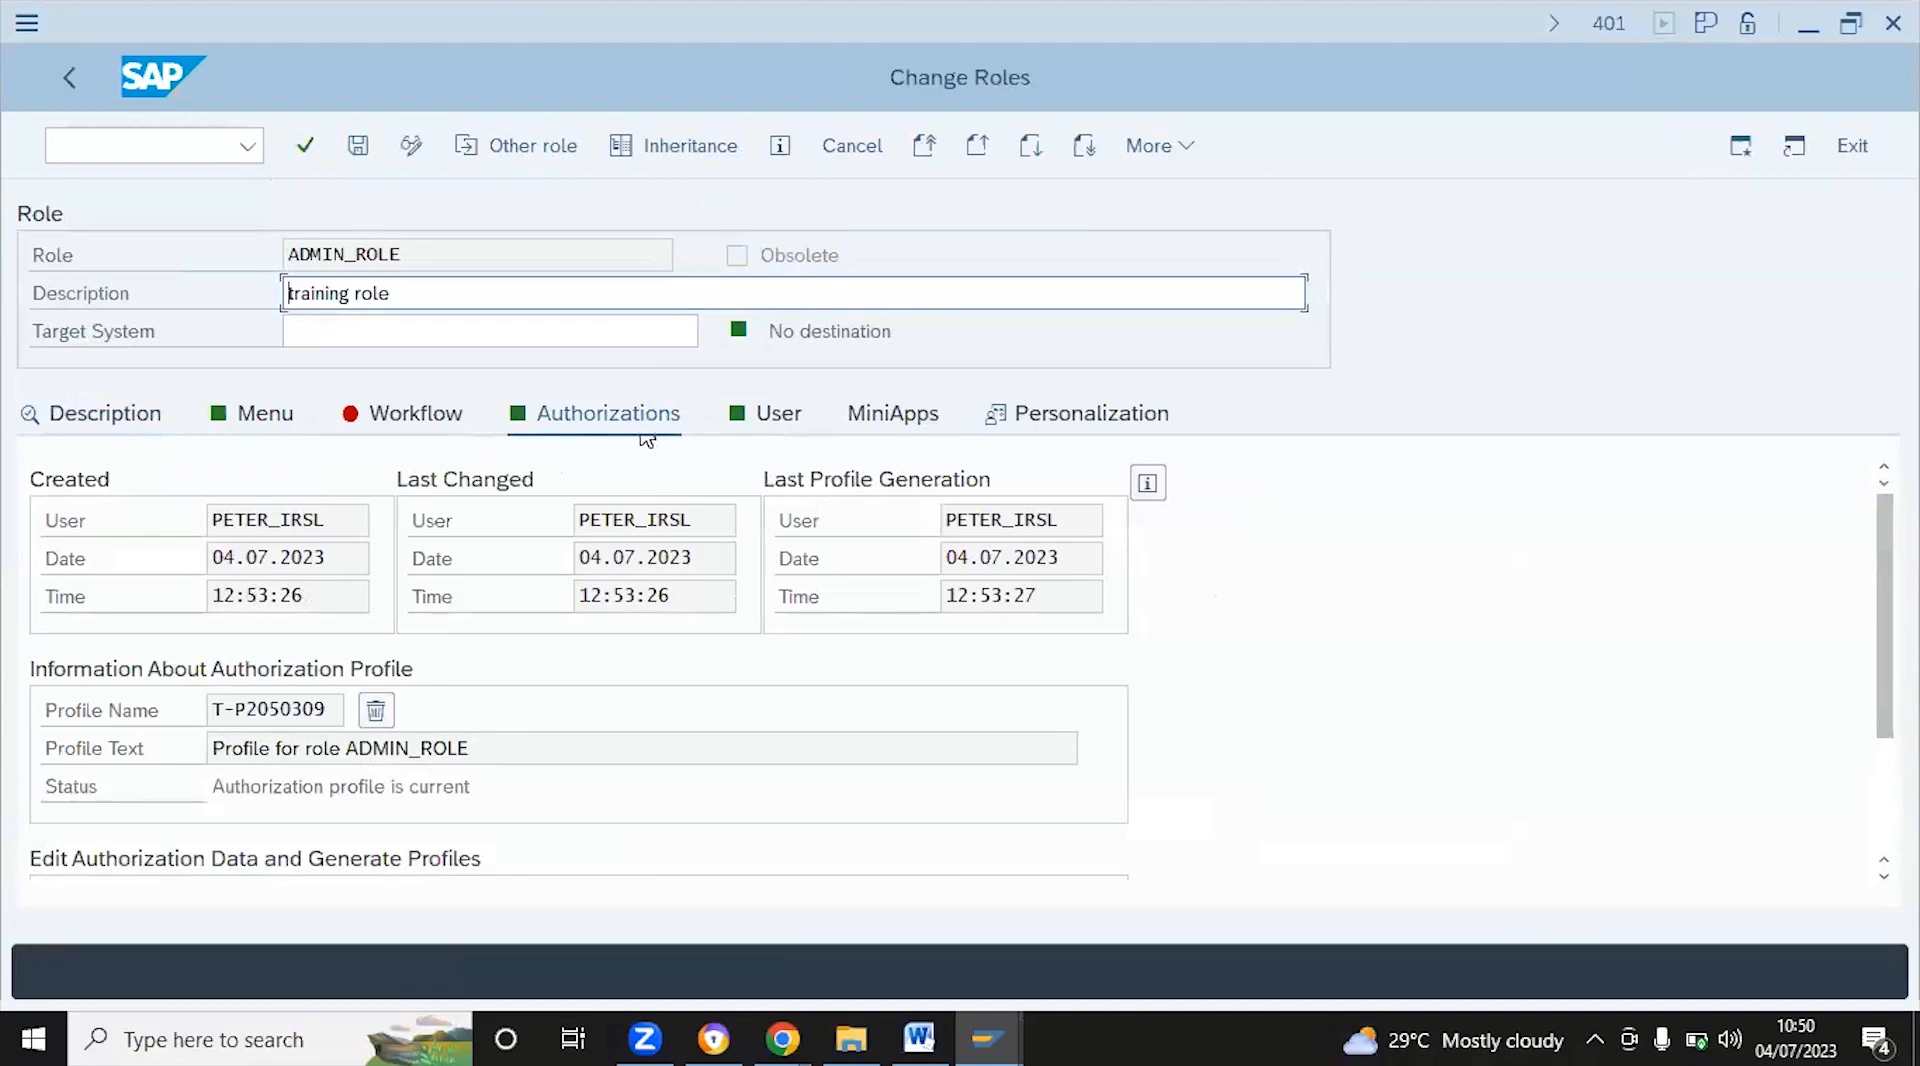 401
SAP
Change Roles
Other role
Inheritance
Cancel
More
Exit
Role
Role
ADMIN_ROLE
Obsolete
Description
training role
Target System
No destination
Description
Menu
Workflow
Authorizations
User
MiniApps
Personalization
Created
Last Changed
Last Profile Generation
User
PETER_IRSL
User
PETER_IRSL
User
PETER_IRSL
Date
04.07.2023
Date
04.07.2023
Date
04.07.2023
Time
12:53:26
Time
12:53:26
Time
12:53:27
Information About Authorization Profile
Profile Name
T-P2050309
Profile Text
Profile for role ADMIN_ROLE
Status
Authorization profile is current
Edit Authorization Data and Generate Profiles
Type here to search
29°C Mostly cloudy
10:50
04/07/2023
4